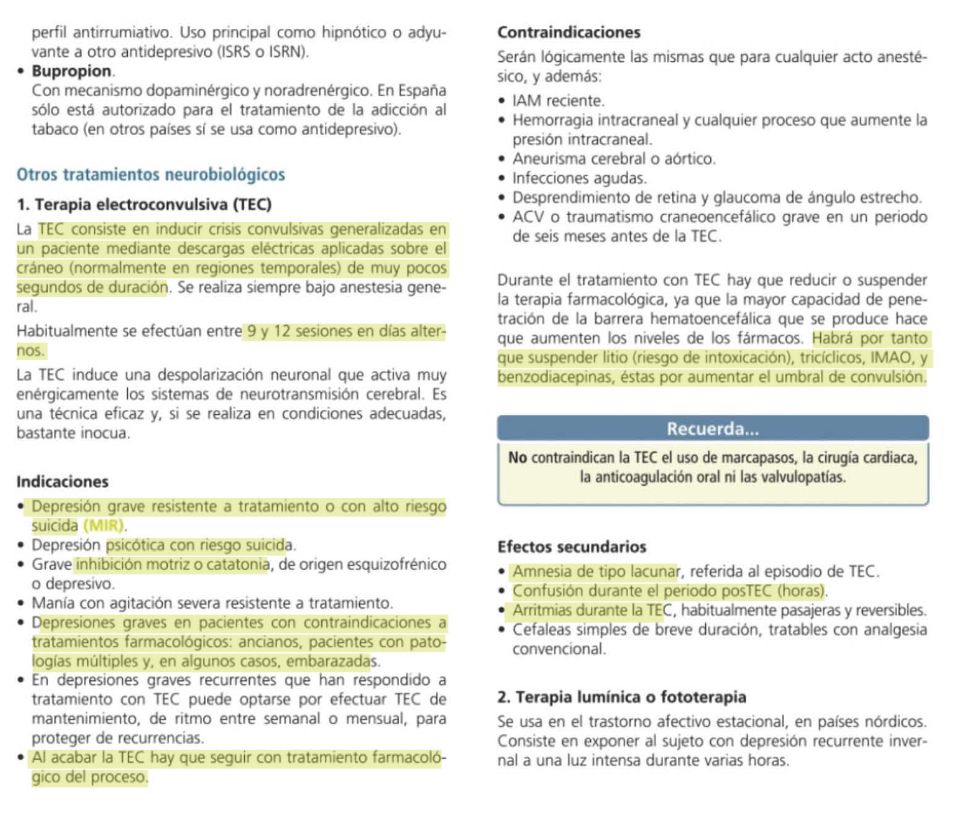 perfil antirrumiativo. Uso principal como hipnótico o adyu-
vante a otro antidepresivo (ISRS o ISRN).
• Bupropion.
Con mecanismo dopaminérgico y noradrenérgico. En España
sólo está autorizado para el tratamiento de la adicción al
tabaco (en otros países sí se usa como antidepresivo).
Otros tratamientos neurobiológicos
1. Terapia electroconvulsiva (TEC)
La TEC consiste en inducir crisis convulsivas generalizadas en
un paciente mediante descargas eléctricas aplicadas sobre el
cráneo (normalmente en regiones temporales) de muy pocos
segundos de duración. Se realiza siempre bajo anestesia gene-
ral.
Habitualmente se efectúan entre 9 y 12 sesiones en días alter-
nos.
La TEC induce una despolarización neuronal que activa muy
enérgicamente los sistemas de neurotransmisión cerebral. Es
una técnica eficaz y, si se realiza en condiciones adecuadas,
bastante inocua.
Indicaciones
• Depresión grave resistente a tratamiento o con alto riesgo
suicida (MIR).
• Depresión psicótica con riesgo suicida.
• Grave inhibición motriz o catatonia, de origen esquizofrénico
o depresivo.
• Manía con agitación severa resistente a tratamiento.
• Depresiones graves en pacientes con contraindicaciones a
tratamientos farmacológicos: ancianos, pacientes con pato-
logías múltiples y, en algunos casos, embarazadas.
• En depresiones graves recurrentes que han respondido a
tratamiento con TEC puede optarse por efectuar TEC de
mantenimiento, de ritmo entre semanal o mensual, para
proteger de recurrencias.
• Al acabar la TEC hay que seguir con tratamiento farmacoló-
gico del proceso.
Contraindicaciones
Serán lógicamente las mismas que para cualquier acto anesté-
sico, y además:
• IAM reciente.
• Hemorragia intracraneal y cualquier proceso que aumente la
presión intracraneal.
• Aneurisma cerebral o aórtico.
• Infecciones agudas.
• Desprendimiento de retina y glaucoma de ángulo estrecho.
• ACV o traumatismo craneoencefálico grave en un periodo
de seis meses antes de la TEC.
Durante el tratamiento con TEC hay que reducir o suspender
la terapia farmacológica, ya que la mayor capacidad de pene-
tración de la barrera hematoencefálica que se produce hace
que aumenten los niveles de los fármacos. Habrá por tanto
que suspender litio (riesgo de intoxicación), tricíclicos, IMAO, y
benzodiacepinas, éstas por aumentar el umbral de convulsión.
Recuerda...
No contraindican la TEC el uso de marcapasos, la cirugía cardiaca,
la anticoagulación oral ni las valvulopatías.
Efectos secundarios
• Amnesia de tipo lacunar, referida al episodio de TEC.
• Confusión durante el periodo posTEC (horas).
• Arritmias durante la TEC, habitualmente pasajeras y reversibles.
• Cefaleas simples de breve duración, tratables con analgesia
convencional.
2. Terapia lumínica o fototerapia
Se usa en el trastorno afectivo estacional, en países nórdicos.
Consiste en exponer al sujeto con depresión recurrente inver-
nal a una luz intensa durante varias horas.